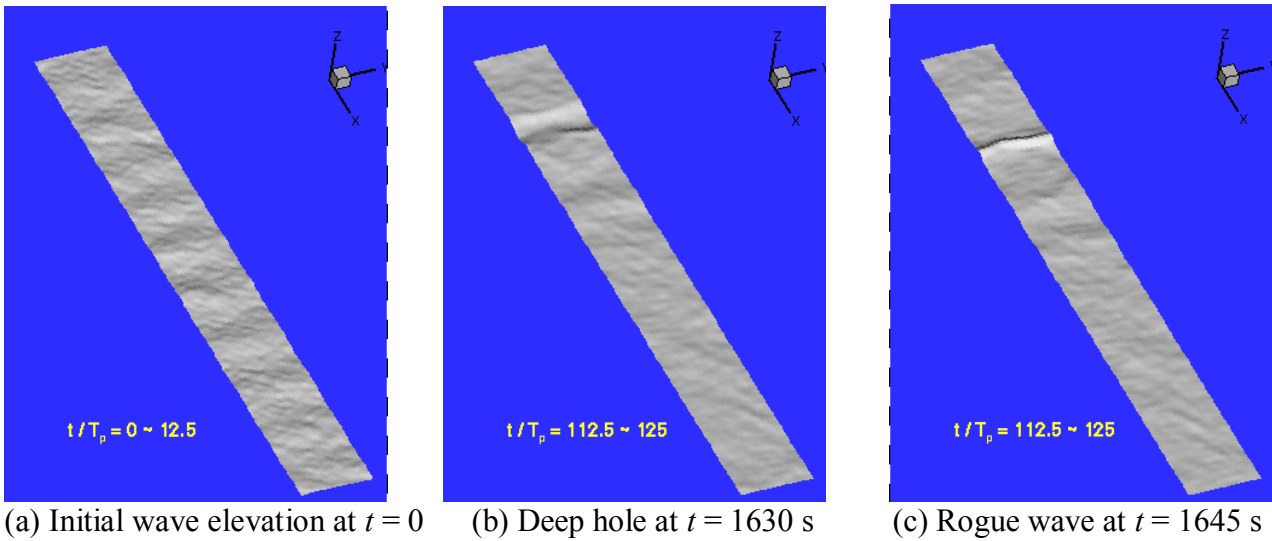 Z
Y
X
t / Tp = 0 ~ 12.5
(a) Initial wave elevation at t = 0
Z
Y
X
t / Tp = 112.5 ~ 125
(b) Deep hole at t = 1630 s
Z
X
t / Tp = 112.5 ~ 125
(c) Rogue wave at t = 1645 s